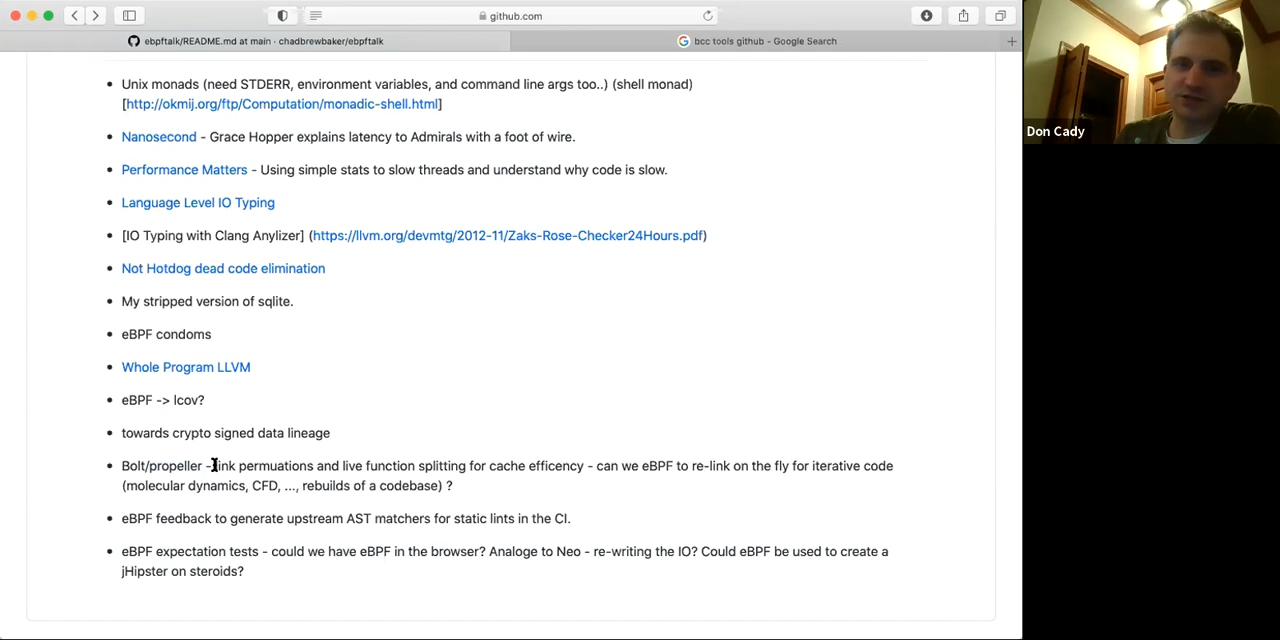 github.com
ebpftalk/README.md at main · chadbrewbaker/ebpftalk
bcc tools github - Google Search
Unix monads (need STDERR, environment variables, and command line args too..) (shell monad)
[http://okmij.org/ftp/Computation/monadic-shell.html]
Nanosecond - Grace Hopper explains latency to Admirals with a foot of wire.
Performance Matters - Using simple stats to slow threads and understand why code is slow.
Language Level IO Typing
[IO Typing with Clang Anylizer] (https://llvm.org/devmtg/2012-11/Zaks-Rose-Checker24Hours.pdf)
Not Hotdog dead code elimination
My stripped version of sqlite.
eBPF condoms
Whole Program LLVM
eBPF -> lcov?
towards crypto signed data lineage
Bolt/propeller - link permuations and live function splitting for cache efficency - can we eBPF to re-link on the fly for iterative code
(molecular dynamics, CFD, ..., rebuilds of a codebase) ?
eBPF feedback to generate upstream AST matchers for static lints in the CI.
eBPF expectation tests - could we have eBPF in the browser? Analoge to Neo - re-writing the IO? Could eBPF be used to create a
jHipster on steroids?
Don Cady